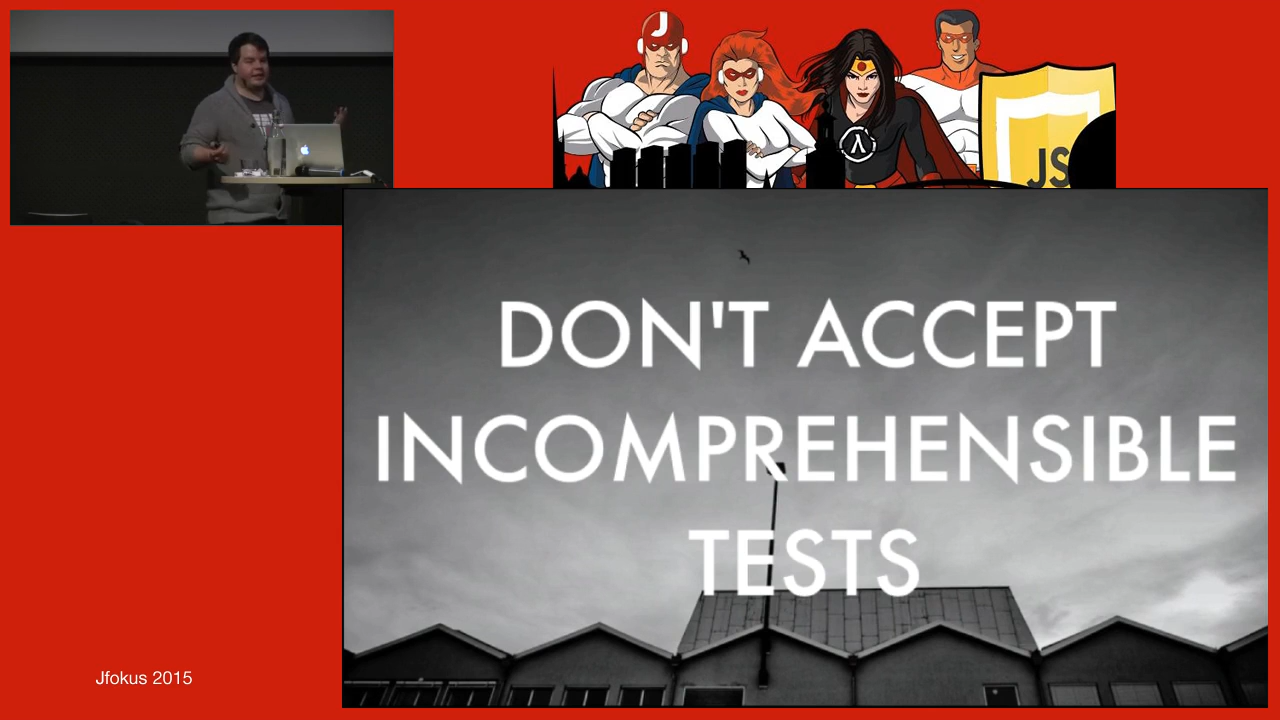 J
λ
JS
DON'T ACCEPT
INCOMPREHENSIBLE
TESTS
Jfokus 2015